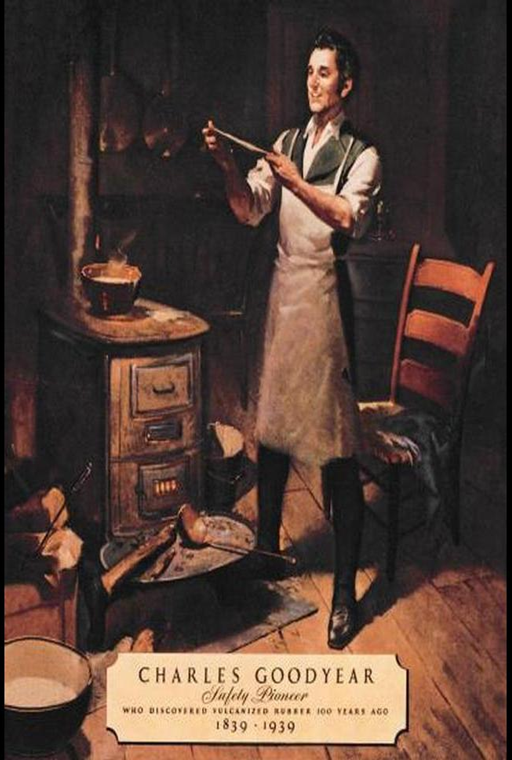 CHARLES GOODYEAR
Safety Pioneer
WHO DISCOVERED VULCANIZED RUBBER 100 YEARS AGO
1839 · 1939